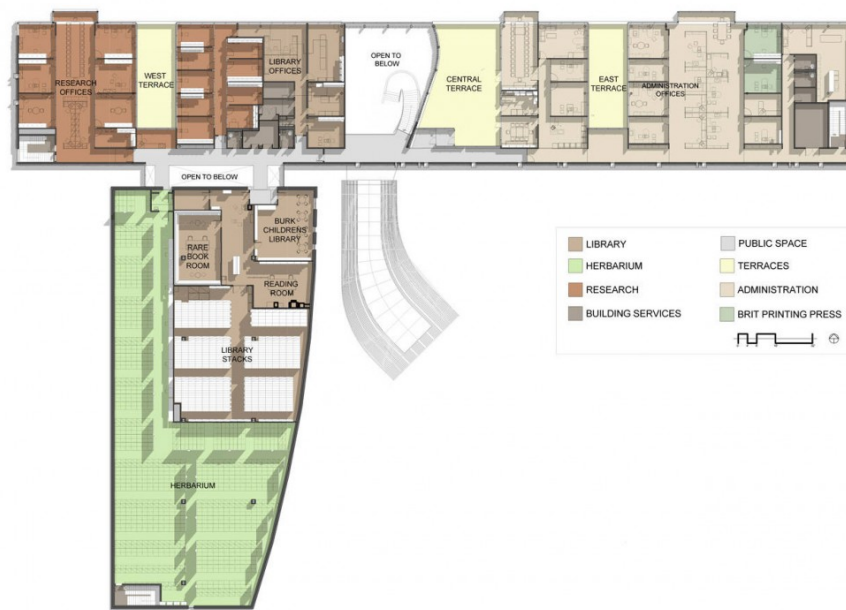 RESEARCH
OFFICES
WEST
TERRACE
LIBRARY
OFFICES
OPEN TO
BELOW
CENTRAL
TERRACE
EAST
TERRACE
ADMINISTRATION
OFFICES
OPEN TO BELOW
RARE
BOOK
ROOM
BURK
CHILDRENS
LIBRARY
READING
ROOM
LIBRARY
STACKS
HERBARIUM
LIBRARY
HERBARIUM
RESEARCH
BUILDING SERVICES
PUBLIC SPACE
TERRACES
ADMINISTRATION
BRIT PRINTING PRESS